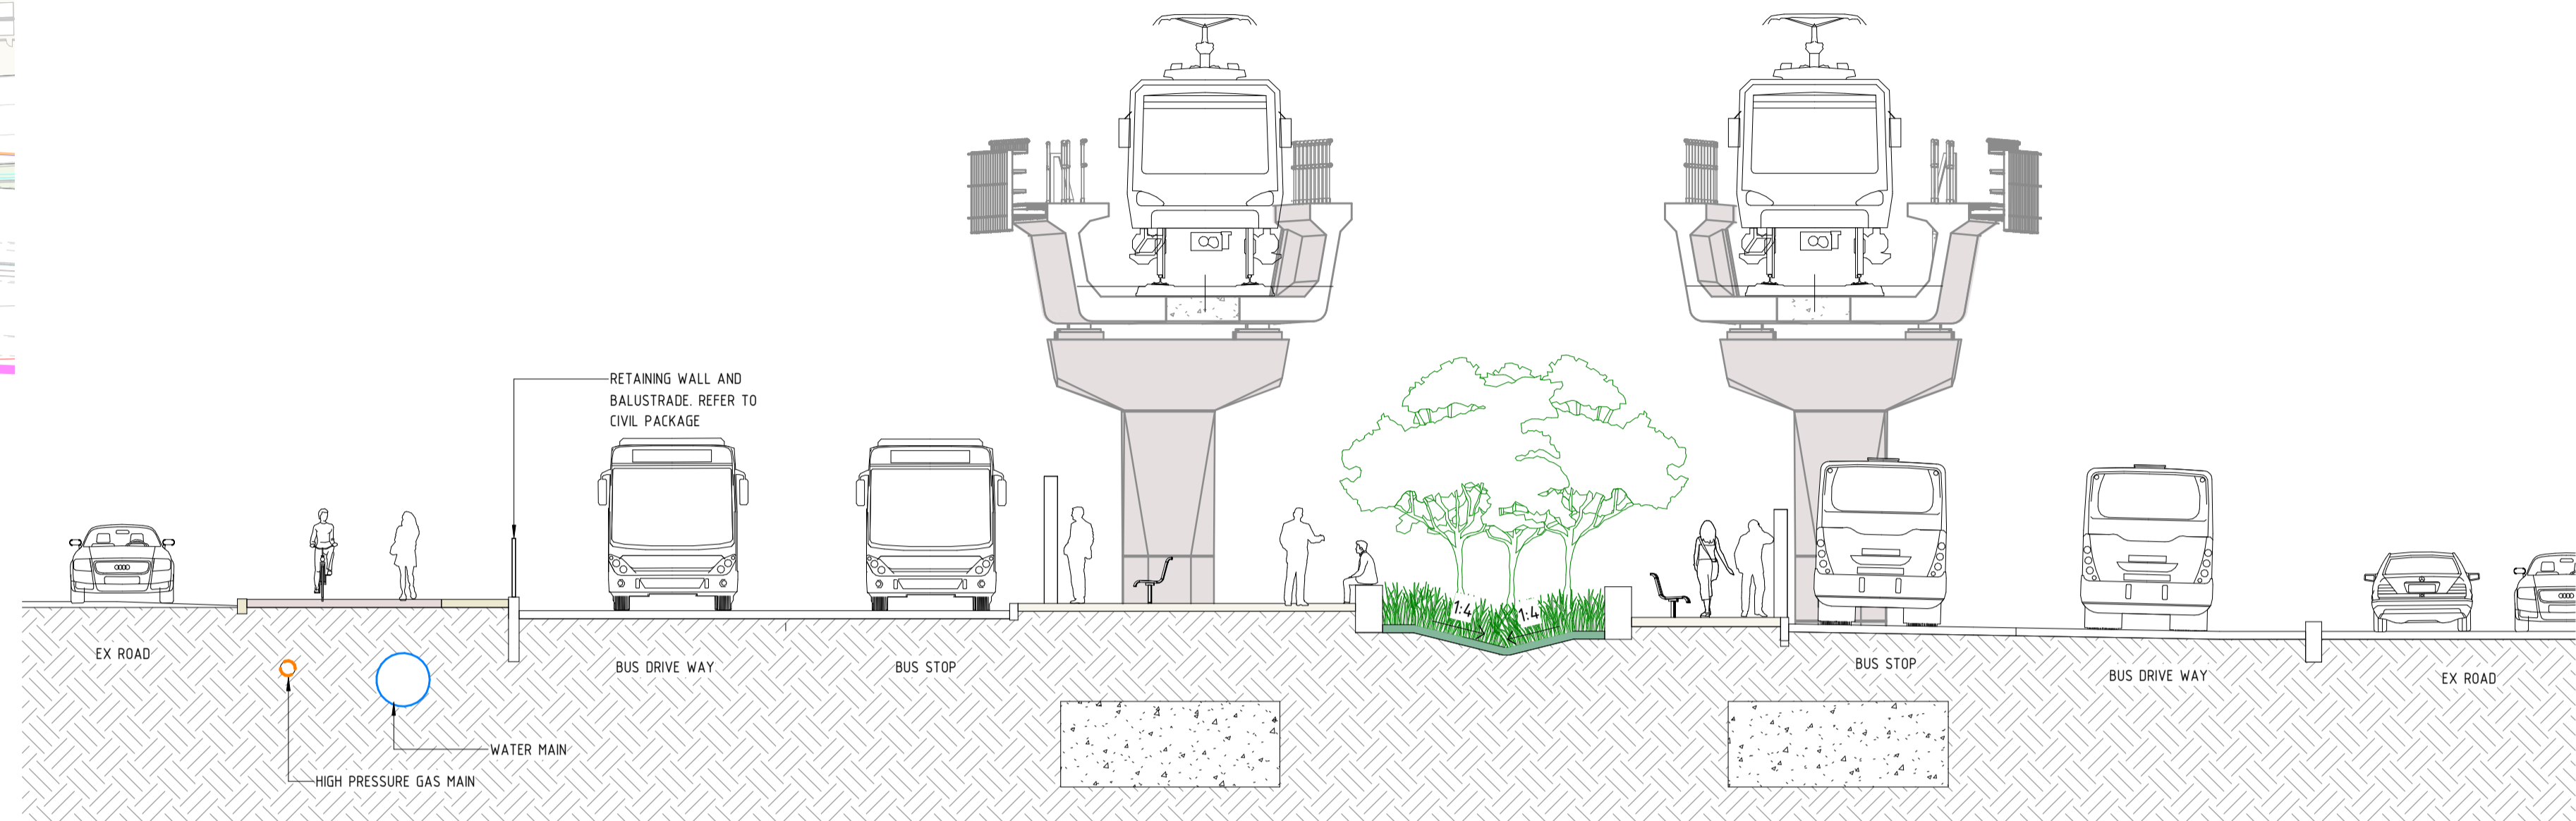 RETAINING WALL AND
BALUSTRADE. REFER TO
CIVIL PACKAGE
1:4
1:4
EX ROAD
BUS DRIVE WAY
BUS STOP
BUS STOP
BUS DRIVE WAY
EX ROAD
WATER MAIN
HIGH PRESSURE GAS MAIN